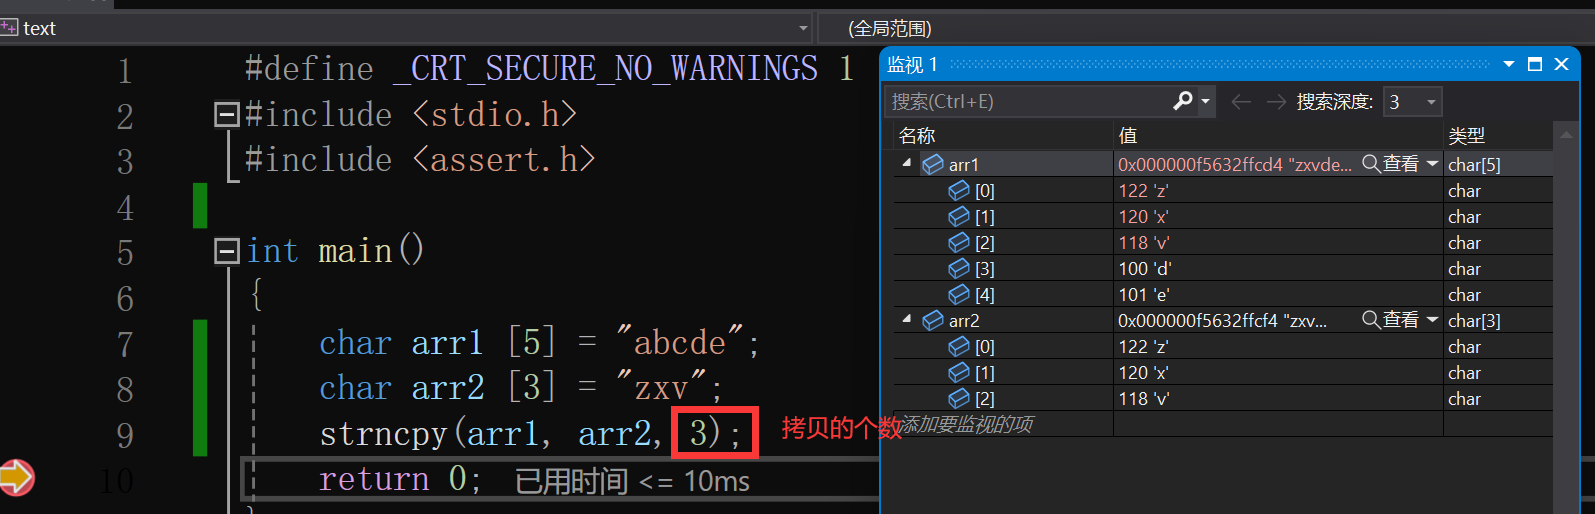 text
(全局范围)
1 #define _CRT_SECURE_NO_WARNINGS 1
2 #include <stdio.h>
3 #include <assert.h>
4
5 int main()
6 {
7 char arr1 [5] = "abcde";
8 char arr2 [3] = "zxv";
9 strncpy(arr1, arr2, 3);
拷贝的个数
10 return 0; 已用时间 <= 10ms
监视 1
搜索(Ctrl+E) 搜索深度: 3
名称 值 类型
arr1 0x000000f5632ffcd4 "zxvde... 查看 char[5]
[0] 122 'z' char
[1] 120 'x' char
[2] 118 'v' char
[3] 100 'd' char
[4] 101 'e' char
arr2 0x000000f5632ffcf4 "zxv... 查看 char[3]
[0] 122 'z' char
[1] 120 'x' char
[2] 118 'v' char
添加要监视的项